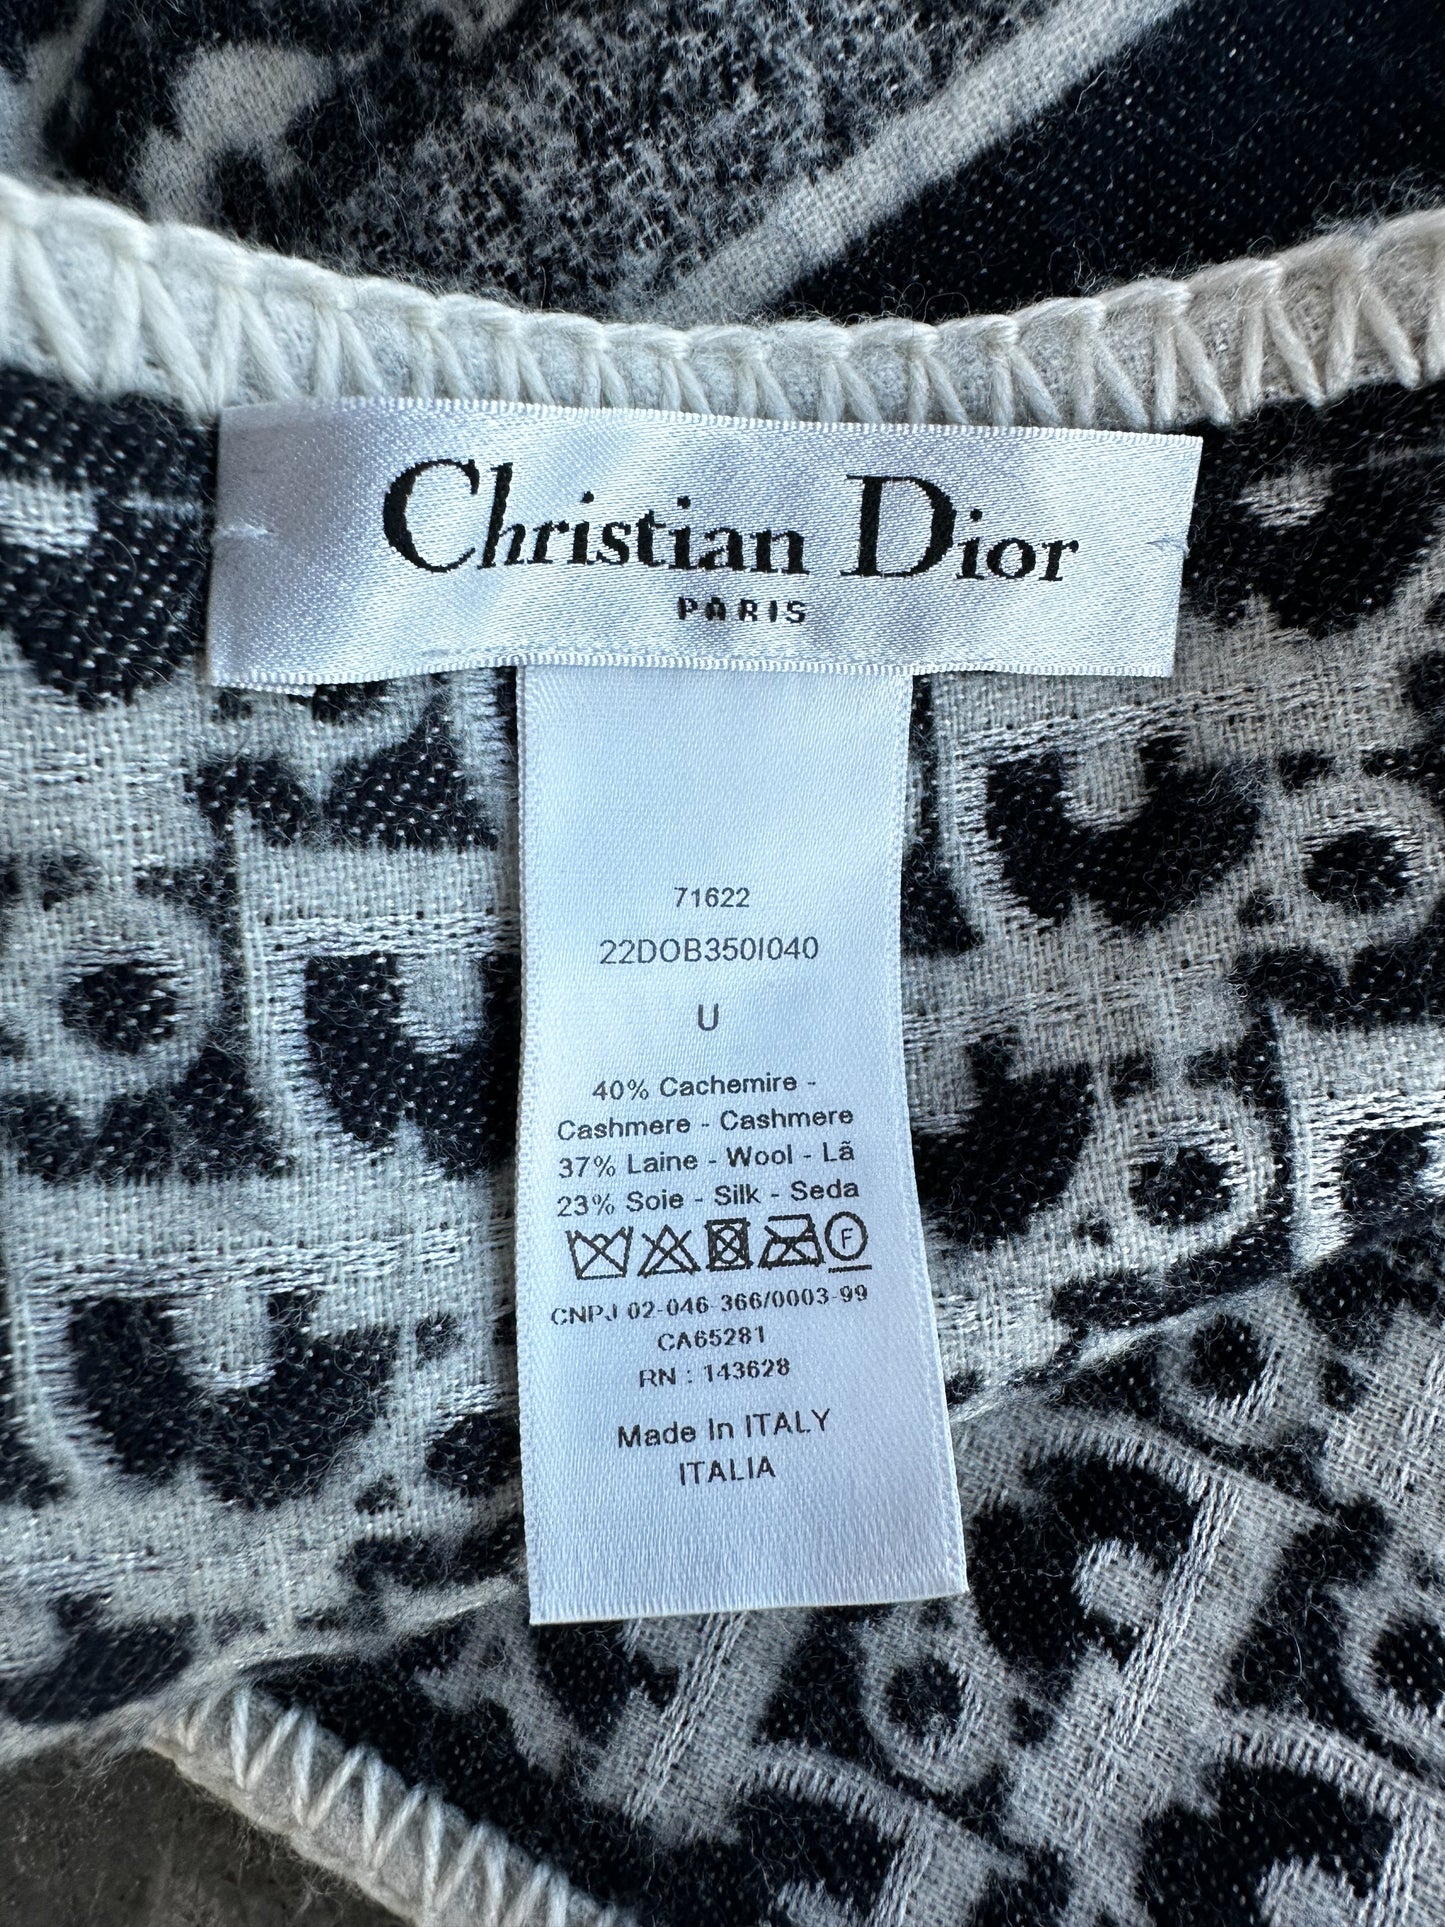 Christian Dior
PARIS
71622
22DOB350I040
U
40% Cachemire -
Cashmere - Cashmere
37% Laine - Wool - Lã
23% Soie - Silk - Seda
F
CNPJ 02-046-366/0003-99
CA65281
RN : 143628
Made In ITALY
ITALIA